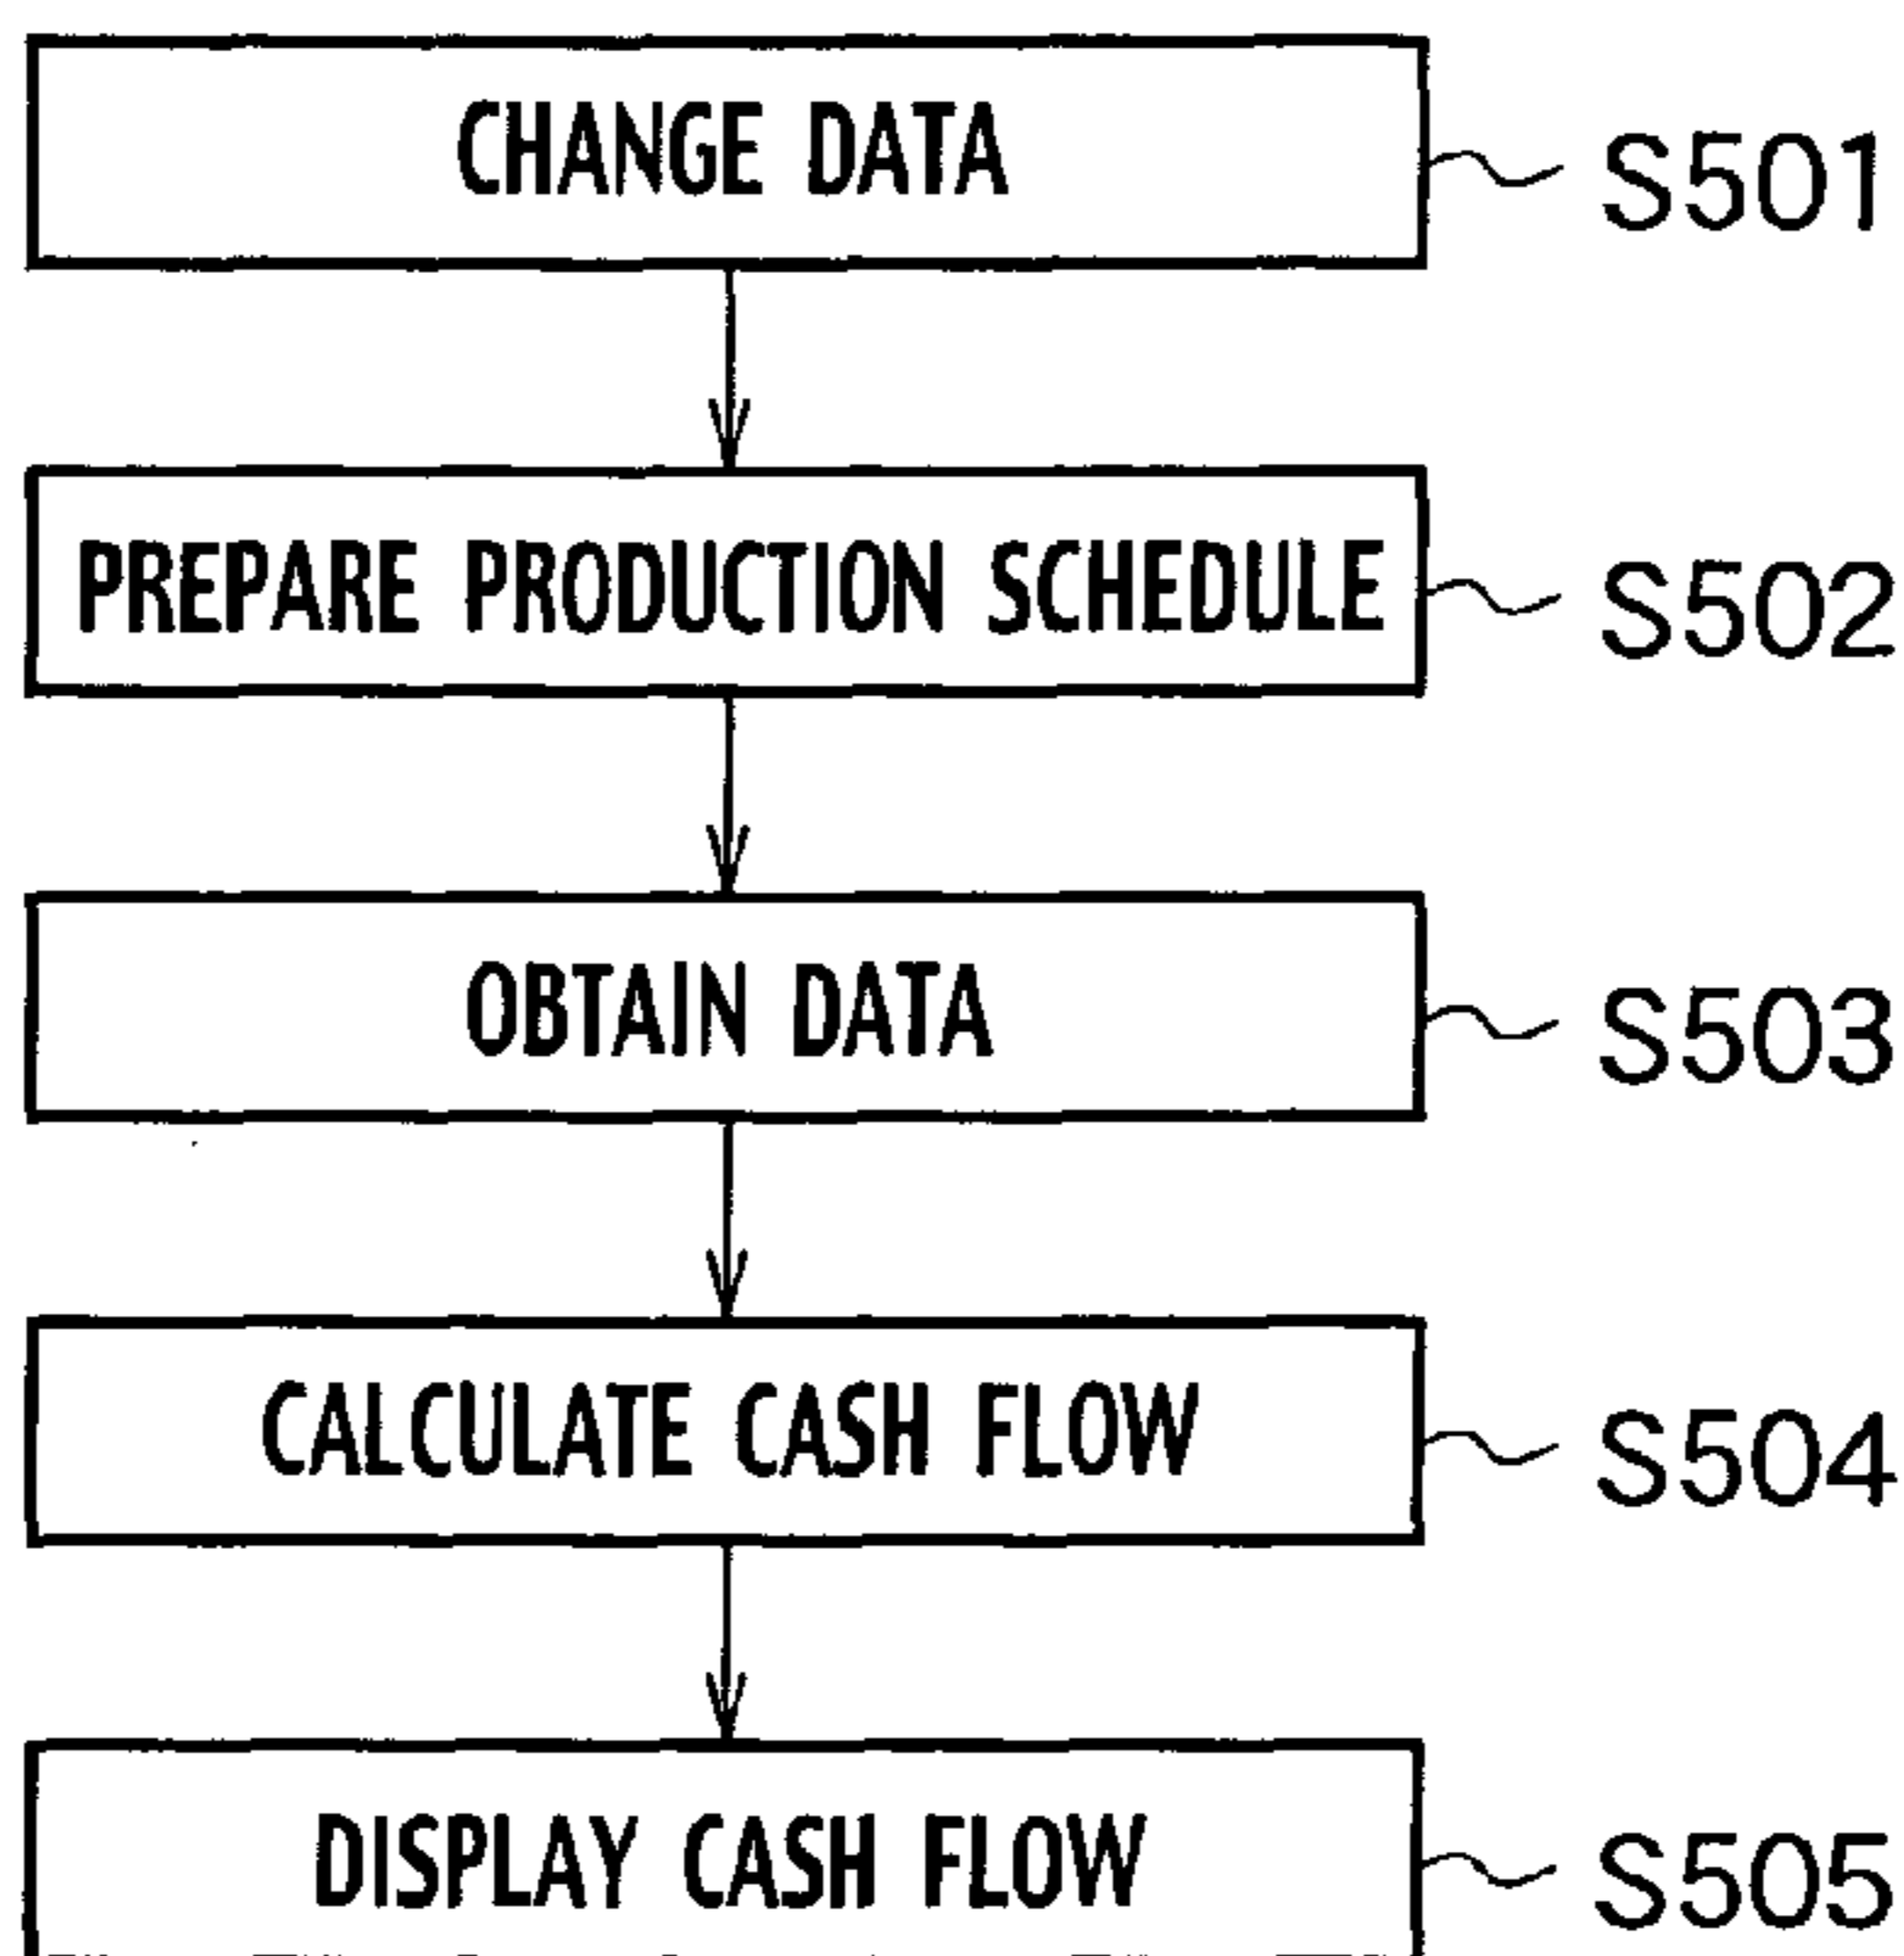 CHANGE DATA S501
PREPARE PRODUCTION SCHEDULE S502
OBTAIN DATA S503
CALCULATE CASH FLOW S504
DISPLAY CASH FLOW S505